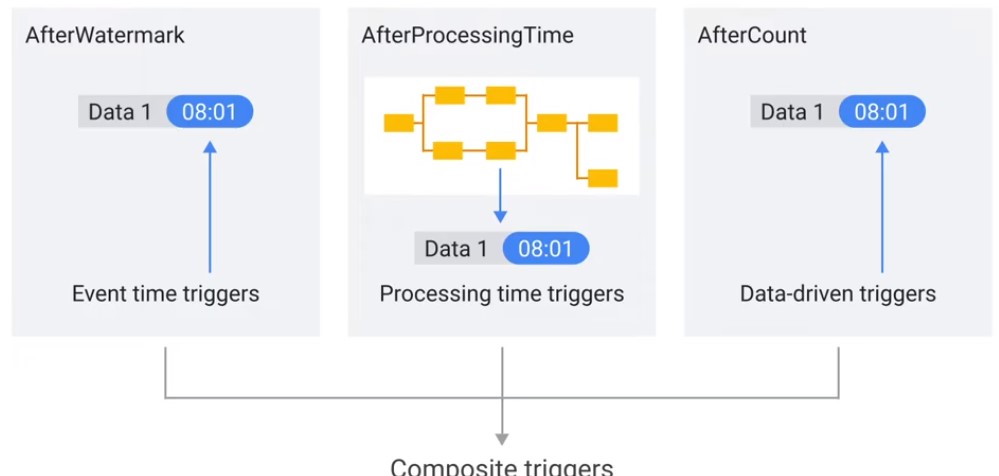 AfterWatermark
Data 1 08:01
Event time triggers
AfterProcessingTime
Data 1 08:01
Processing time triggers
AfterCount
Data 1 08:01
Data-driven triggers
Composite triggers